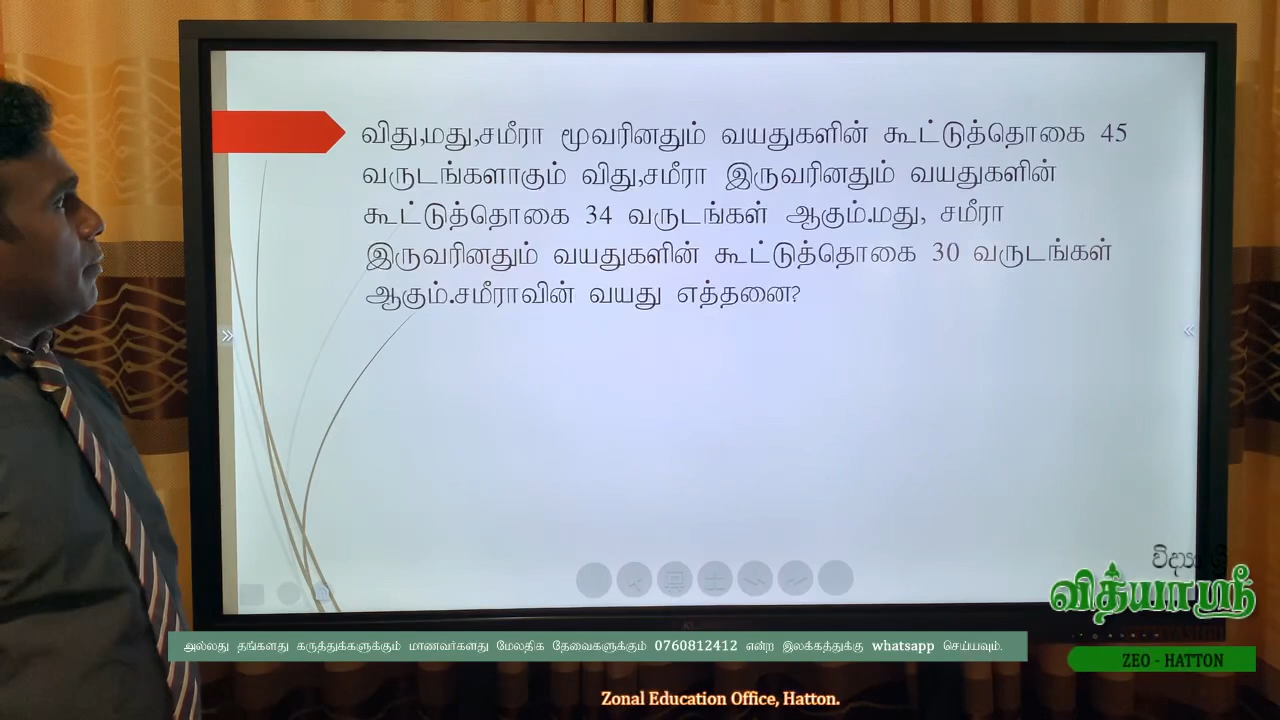 விது,மது,சமீரா மூவரினதும் வயதுகளின் கூட்டுத்தொகை 45
வருடங்களாகும் விது,சமீரா இருவரினதும் வயதுகளின்
கூட்டுத்தொகை 34 வருடங்கள் ஆகும்.மது, சமீரா
இருவரினதும் வயதுகளின் கூட்டுத்தொகை 30 வருடங்கள்
ஆகும்.சமீராவின் வயது எத்தனை?
வித்யாஸ்ரீ
ZEO - HATTON
அல்லது தங்களது கருத்துக்களுக்கும் மாணவர்களது மேலதிக தேவைகளுக்கும் 0760812412 என்ற இலக்கத்துக்கு whatsapp செய்யவும்.
Zonal Education Office, Hatton.